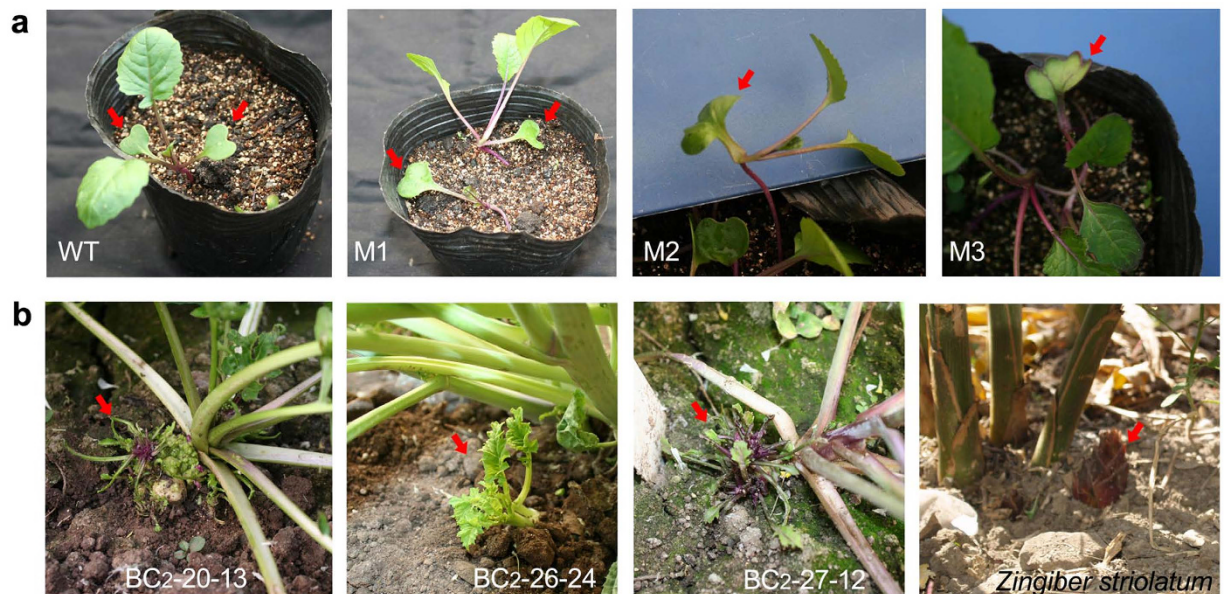 a
WT
M1
M2
M3
b
BC2-20-13
BC2-26-24
BC2-27-12
Zingiber striolatum